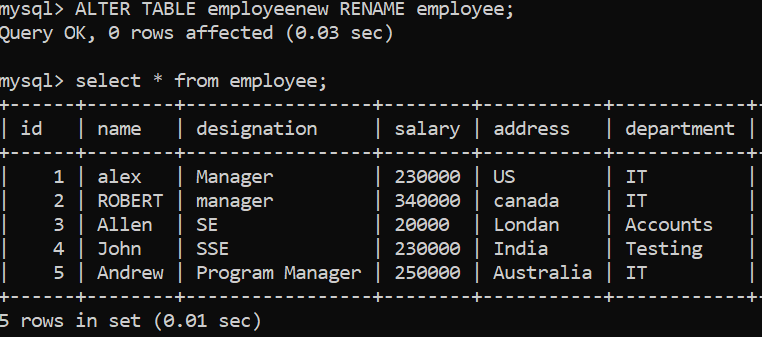 mysql> ALTER TABLE employeenew RENAME employee;
Query OK, 0 rows affected (0.03 sec)
mysql> select * from employee;
+------+--------+-----------------+--------+-----------+------------+
| id   | name   | designation     | salary | address   | department |
+------+--------+-----------------+--------+-----------+------------+
|    1 | alex   | Manager         | 230000 | US        | IT         |
|    2 | ROBERT | manager         | 340000 | canada    | IT         |
|    3 | Allen  | SE              | 20000  | Londan    | Accounts   |
|    4 | John   | SSE             | 230000 | India     | Testing    |
|    5 | Andrew | Program Manager | 250000 | Australia | IT         |
+------+--------+-----------------+--------+-----------+------------+
5 rows in set (0.01 sec)